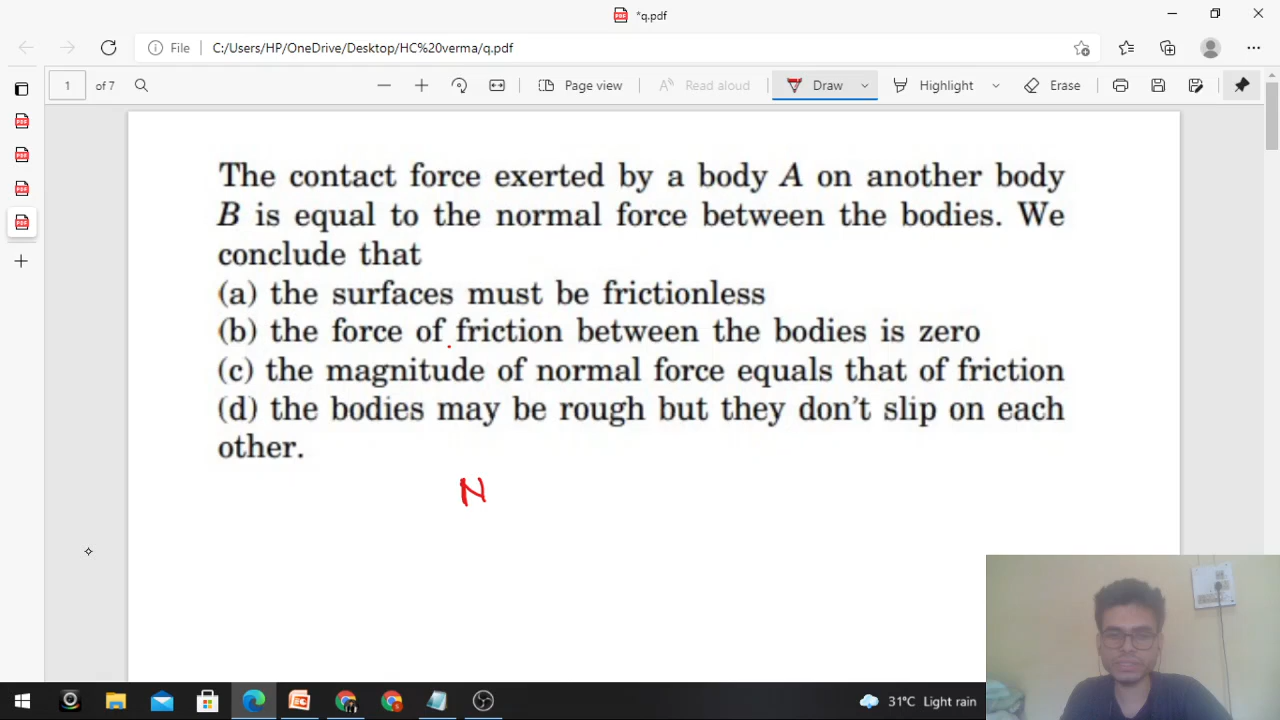 *q.pdf
File C:/Users/HP/OneDrive/Desktop/HC%20verma/q.pdf
1 of 7 Page view Read aloud Draw Highlight Erase
The contact force exerted by a body A on another body
B is equal to the normal force between the bodies. We
conclude that
(a) the surfaces must be frictionless
(b) the force of friction between the bodies is zero
(c) the magnitude of normal force equals that of friction
(d) the bodies may be rough but they don't slip on each
other.
N
31°C Light rain